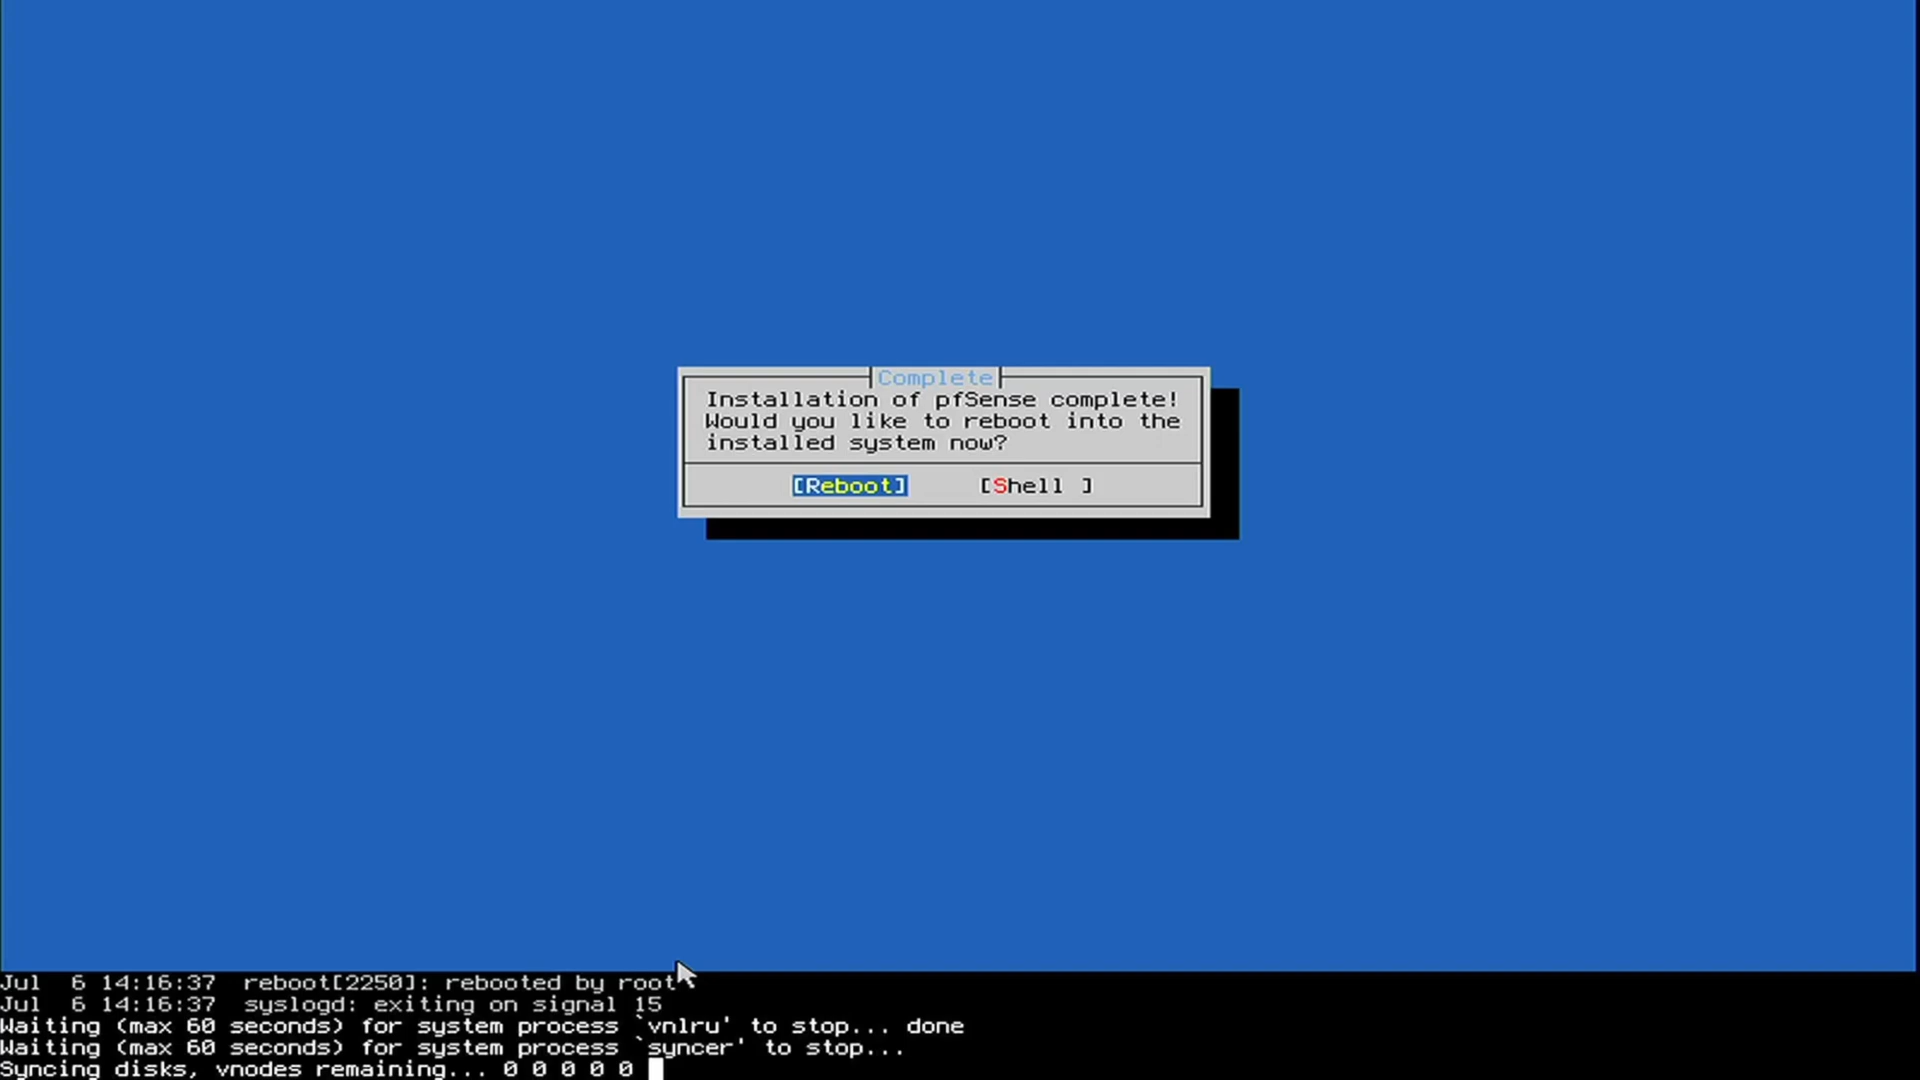 Complete
Installation of pfSense complete!
Would you like to reboot into the
installed system now?
[Reboot] [Shell ]
Jul  6 14:16:37  reboot[2250]: rebooted by root
Jul  6 14:16:37  syslogd: exiting on signal 15
Waiting (max 60 seconds) for system process `vnlru' to stop... done
Waiting (max 60 seconds) for system process `syncer' to stop...
Syncing disks, vnodes remaining... 0 0 0 0 0